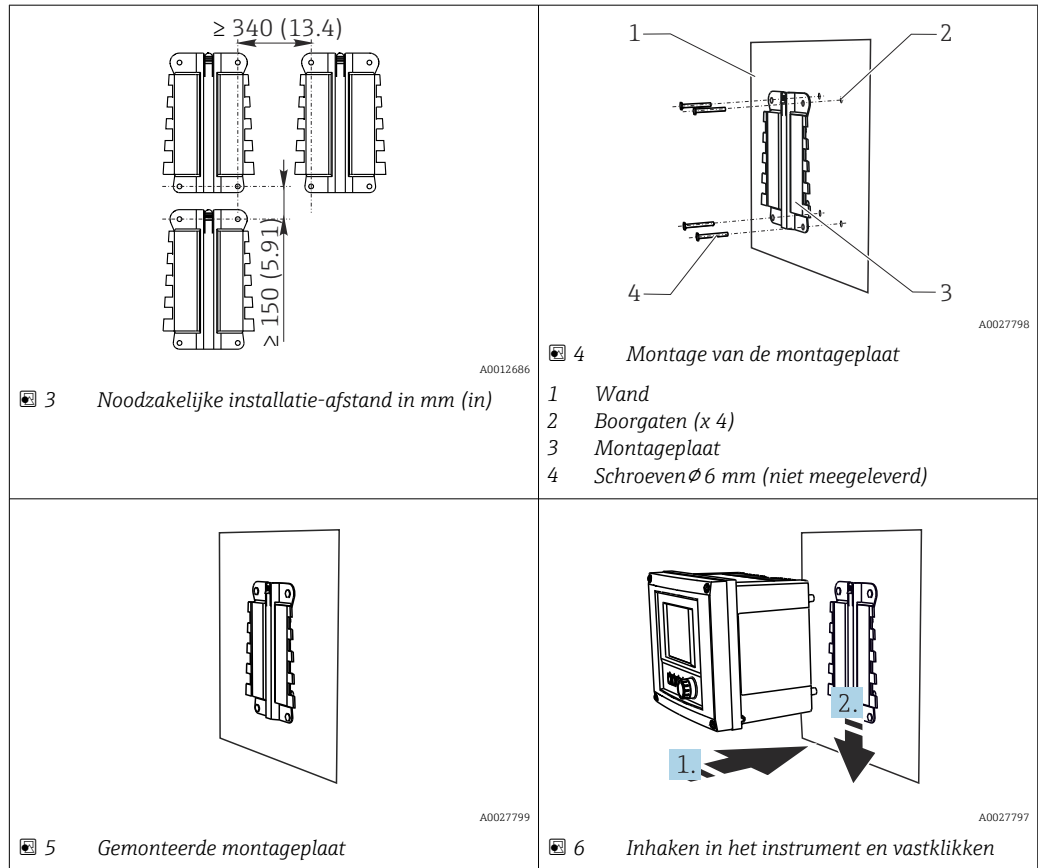 ≥ 340 (13.4)
≥ 150 (5.91)
A0012686
3 Noodzakelijke installatie-afstand in mm (in)
1
2
4
3
A0027798
4 Montage van de montageplaat
1 Wand
2 Boorgaten (x 4)
3 Montageplaat
4 Schroeven Ø 6 mm (niet meegeleverd)
A0027799
5 Gemonteerde montageplaat
2.
1.
A0027797
6 Inhaken in het instrument en vastklikken